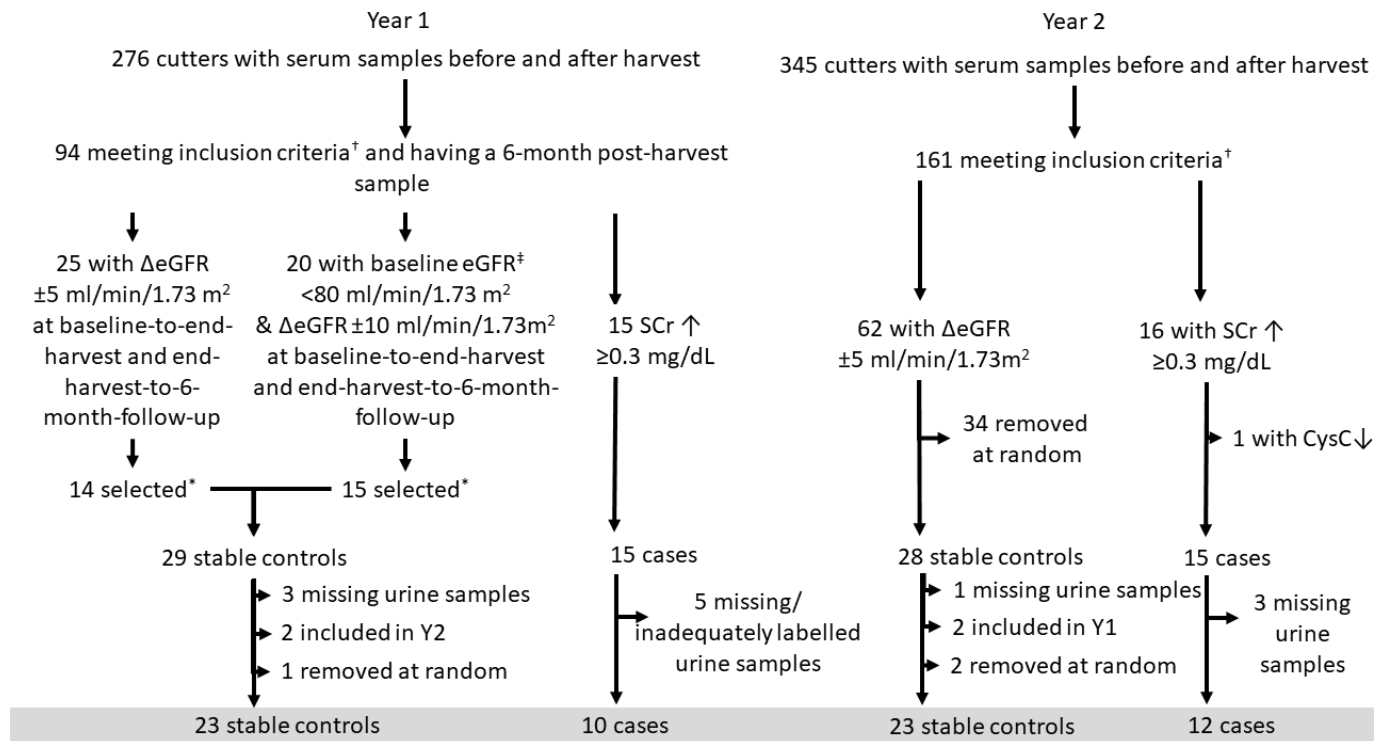 Year 1
276 cutters with serum samples before and after harvest
94 meeting inclusion criteria† and having a 6-month post-harvest
sample
25 with ΔeGFR
±5 ml/min/1.73 m²
at baseline-to-end-
harvest and end-
harvest-to-6-
month-follow-up
20 with baseline eGFR‡
<80 ml/min/1.73 m²
& ΔeGFR ±10 ml/min/1.73m²
at baseline-to-end-harvest
and end-harvest-to-6-month-
follow-up
15 SCr ↑
≥0.3 mg/dL
14 selected*
15 selected*
29 stable controls
3 missing urine samples
2 included in Y2
1 removed at random
15 cases
5 missing/
inadequately labelled
urine samples
23 stable controls
10 cases
Year 2
345 cutters with serum samples before and after harvest
161 meeting inclusion criteria†
62 with ΔeGFR
±5 ml/min/1.73m²
16 with SCr ↑
≥0.3 mg/dL
34 removed
at random
1 with CysC↓
28 stable controls
1 missing urine samples
2 included in Y1
2 removed at random
15 cases
3 missing
urine
samples
23 stable controls
12 cases